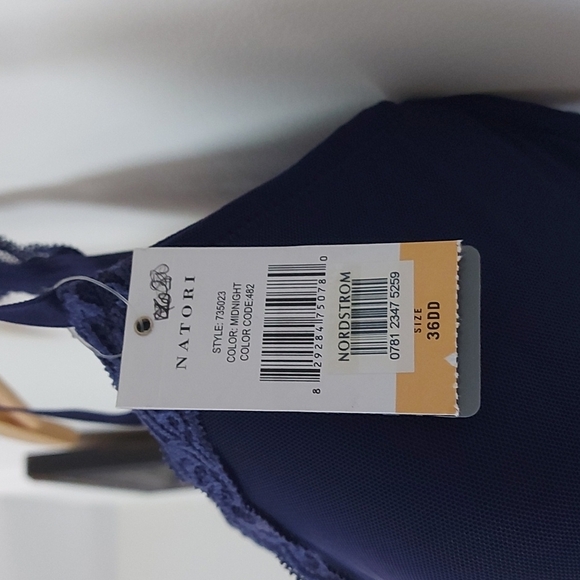 NATORI
STYLE: 735023
COLOR: MIDNIGHT
COLOR CODE:482
8 29284 75078 0
NORDSTROM
0781 2347 5259
SIZE
36DD